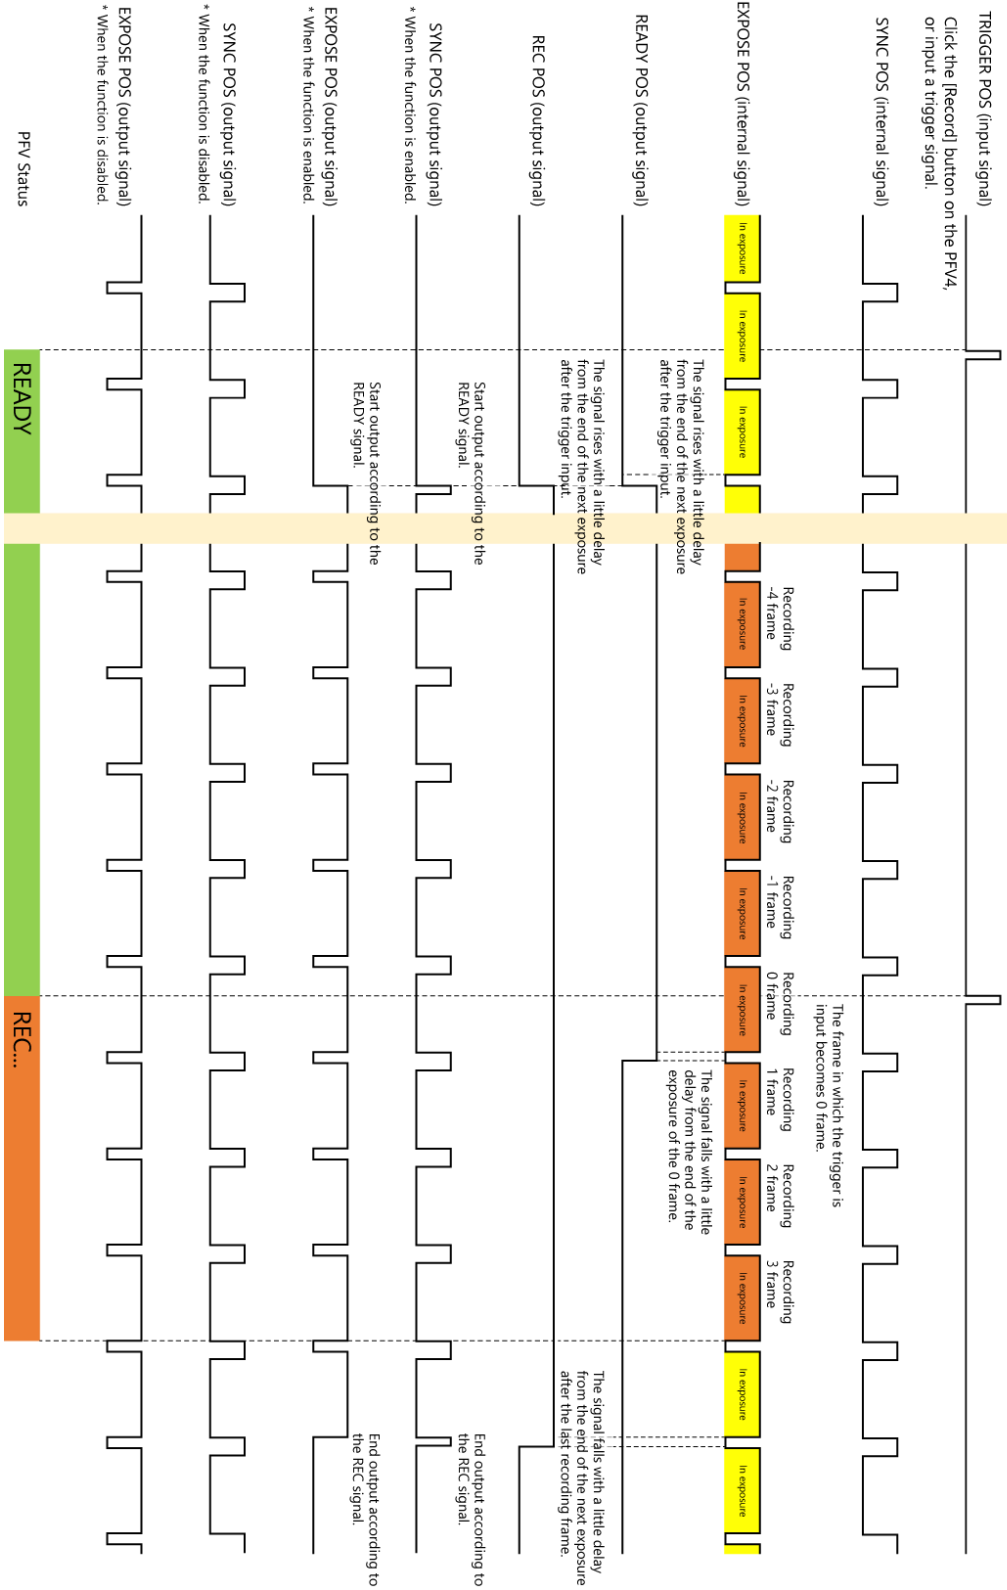 TRIGGER POS (input signal)
Click the [Record] button on the PFV4,
or input a trigger signal.
The frame in which the trigger is
input becomes 0 frame.
SYNC POS (internal signal)
Recording
-4 frame
Recording
-3 frame
Recording
-2 frame
Recording
-1 frame
Recording
0 frame
Recording
1 frame
Recording
2 frame
Recording
3 frame
EXPOSE POS (internal signal)
In exposure
In exposure
In exposure
In exposure
In exposure
In exposure
In exposure
In exposure
In exposure
In exposure
In exposure
In exposure
In exposure
The signal rises with a little delay
from the end of the next exposure
after the trigger input.
The signal falls with a little
delay from the end of the
exposure of the 0 frame.
READY POS (output signal)
The signal rises with a little delay
from the end of the next exposure
after the trigger input.
The signal falls with a little delay
from the end of the next exposure
after the last recording frame.
REC POS (output signal)
Start output according to the
READY signal.
End output according to
the REC signal.
SYNC POS (output signal)
* When the function is enabled.
Start output according to the
READY signal.
End output according to
the REC signal.
EXPOSE POS (output signal)
* When the function is enabled.
SYNC POS (output signal)
* When the function is disabled.
EXPOSE POS (output signal)
* When the function is disabled.
PFV Status
READY
REC...